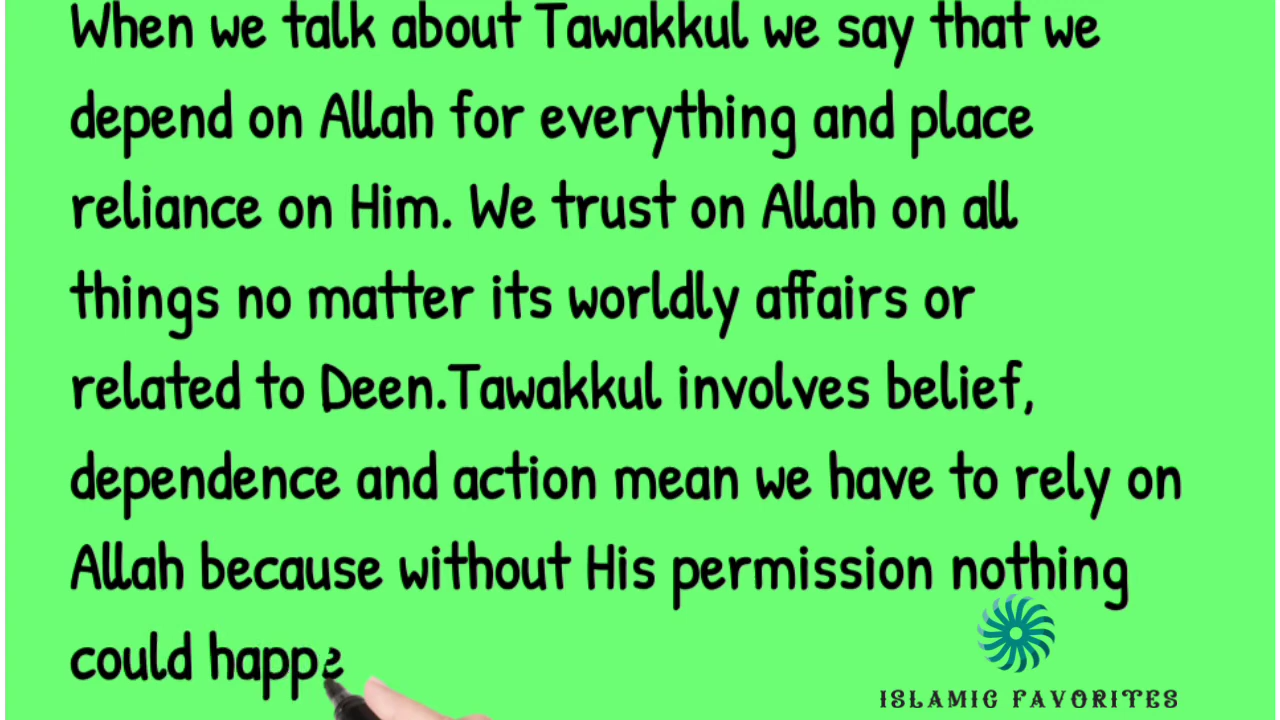 When we talk about Tawakkul we say that we
depend on Allah for everything and place
reliance on Him. We trust on Allah on all
things no matter its worldly affairs or
related to Deen.Tawakkul involves belief,
dependence and action mean we have to rely on
Allah because without His permission nothing
could happe
ISLAMIC FAVORITES